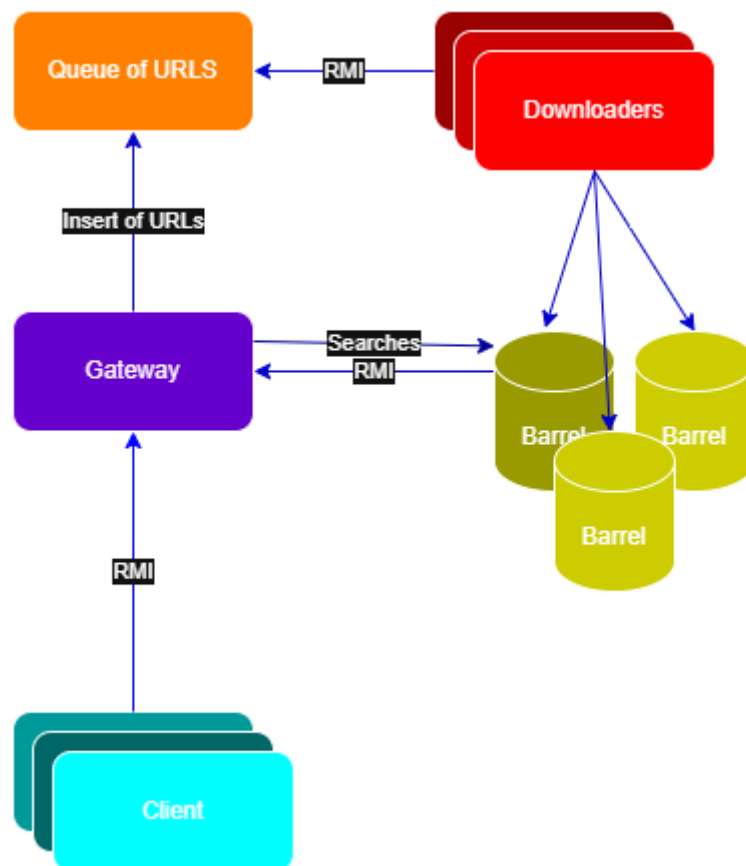 Queue of URLS
RMI
Downloaders
Insert of URLs
Gateway
Searches
RMI
Barrel
Barrel
Barrel
RMI
Client